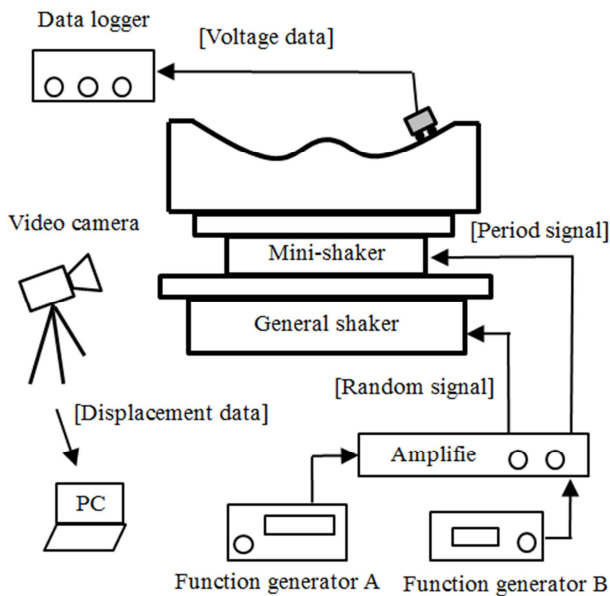 Data logger
[Voltage data]
Video camera
[Period signal]
Mini-shaker
General shaker
[Random signal]
[Displacement data]
Amplifie
PC
Function generator A
Function generator B